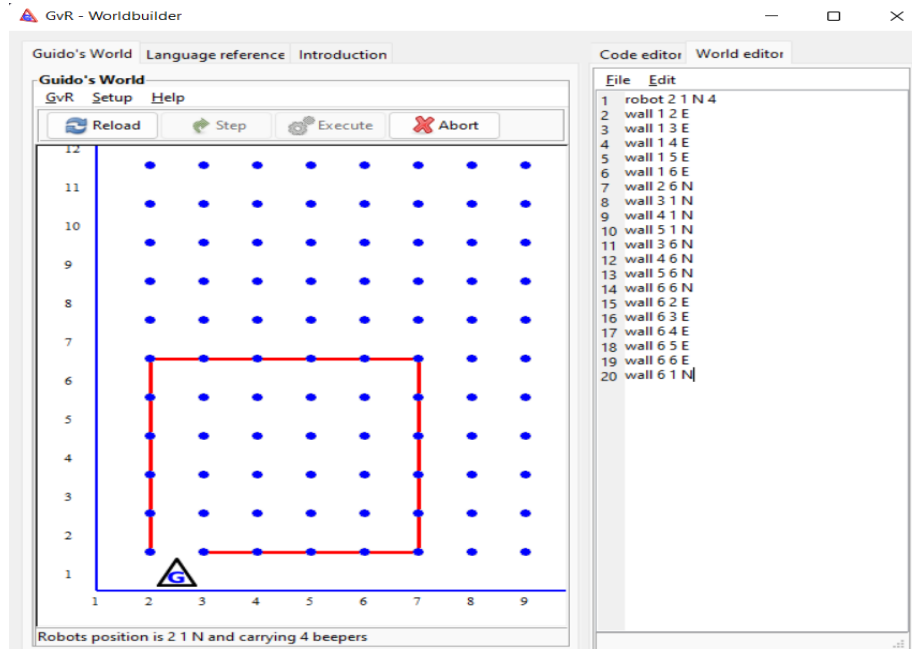 GvR - Worldbuilder
Guido's World Language reference Introduction
Guido's World
GvR Setup Help
Reload Step Execute Abort
12
11
10
9
8
7
6
5
4
3
2
1
G
1 2 3 4 5 6 7 8 9
Robots position is 2 1 N and carrying 4 beepers
Code editor World editor
File Edit
1 robot 2 1 N 4
2 wall 1 2 E
3 wall 1 3 E
4 wall 1 4 E
5 wall 1 5 E
6 wall 1 6 E
7 wall 2 6 N
8 wall 3 1 N
9 wall 4 1 N
10 wall 5 1 N
11 wall 3 6 N
12 wall 4 6 N
13 wall 5 6 N
14 wall 6 6 N
15 wall 6 2 E
16 wall 6 3 E
17 wall 6 4 E
18 wall 6 5 E
19 wall 6 6 E
20 wall 6 1 N